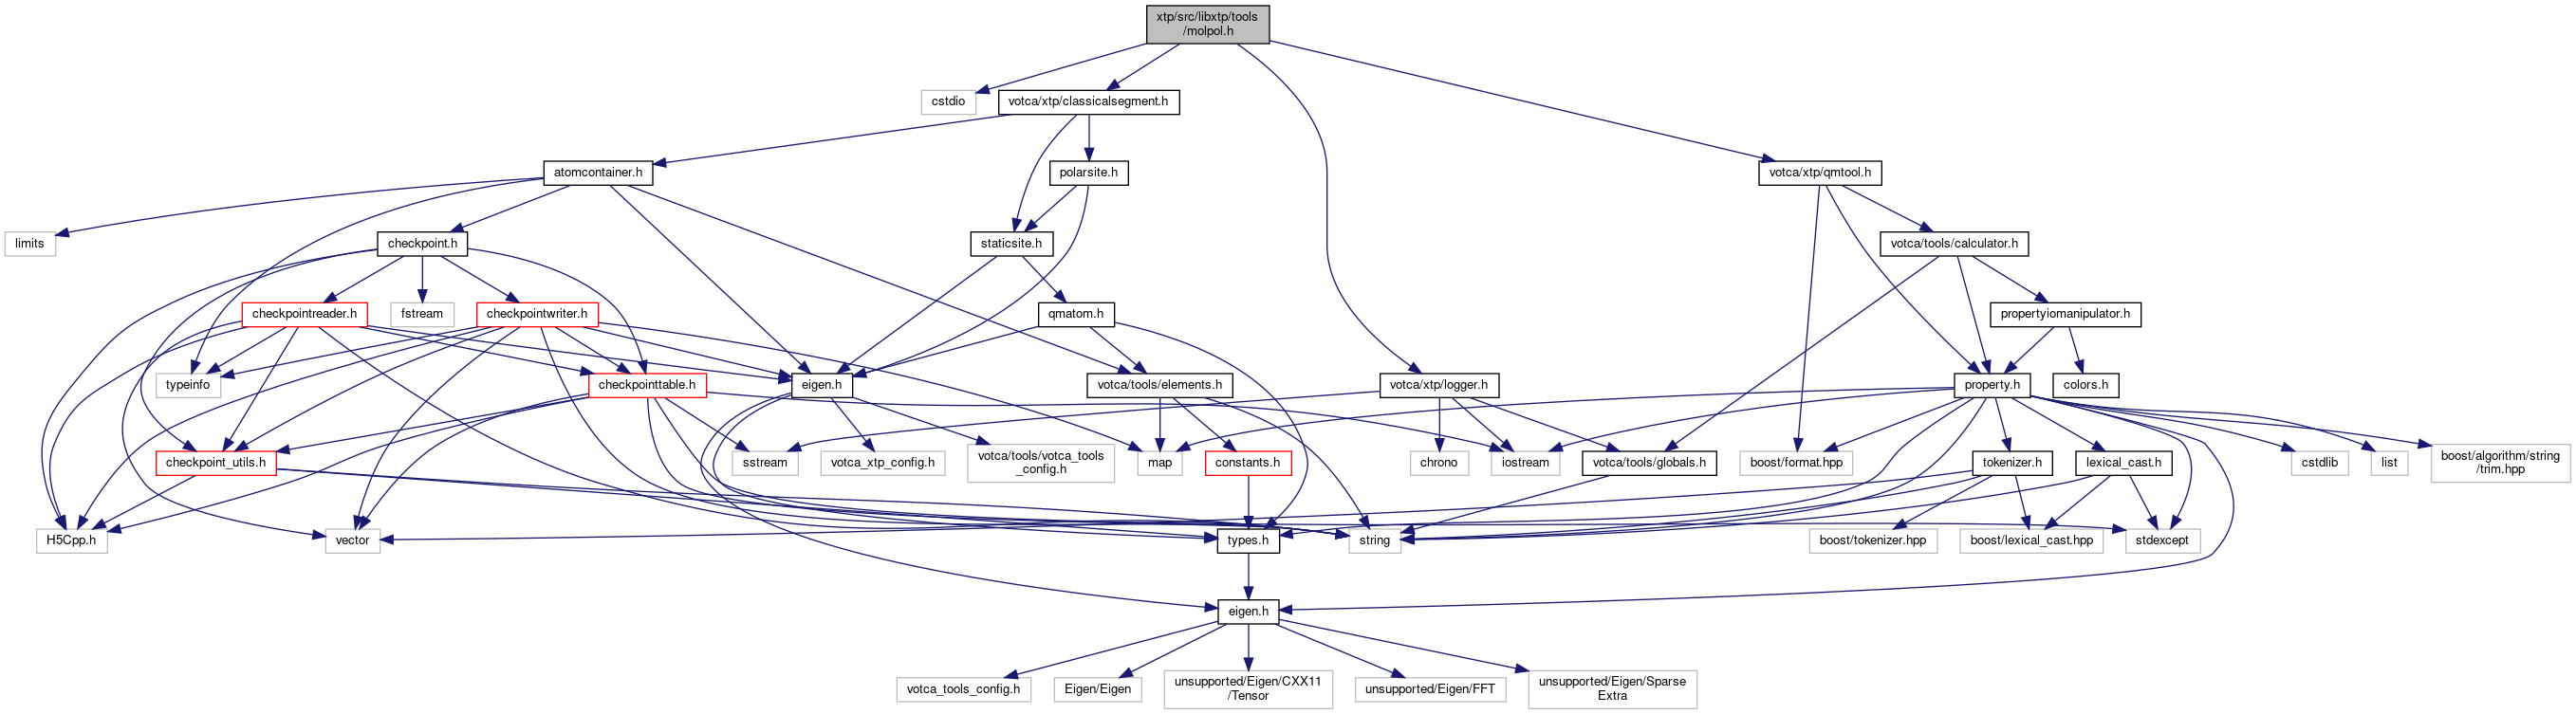 xtp/src/libxtp/tools
/molpol.h
cstdio
votca/xtp/classicalsegment.h
atomcontainer.h
polarsite.h
votca/xtp/qmtool.h
limits
checkpoint.h
staticsite.h
votca/tools/calculator.h
checkpointreader.h
fstream
checkpointwriter.h
qmatom.h
propertyiomanipulator.h
typeinfo
checkpointtable.h
eigen.h
votca/tools/elements.h
votca/xtp/logger.h
property.h
colors.h
checkpoint_utils.h
sstream
votca_xtp_config.h
votca/tools/votca_tools
_config.h
map
constants.h
chrono
iostream
votca/tools/globals.h
boost/format.hpp
tokenizer.h
lexical_cast.h
cstdlib
list
boost/algorithm/string
/trim.hpp
H5Cpp.h
vector
types.h
string
boost/tokenizer.hpp
boost/lexical_cast.hpp
stdexcept
eigen.h
votca_tools_config.h
Eigen/Eigen
unsupported/Eigen/CXX11
/Tensor
unsupported/Eigen/FFT
unsupported/Eigen/Sparse
Extra